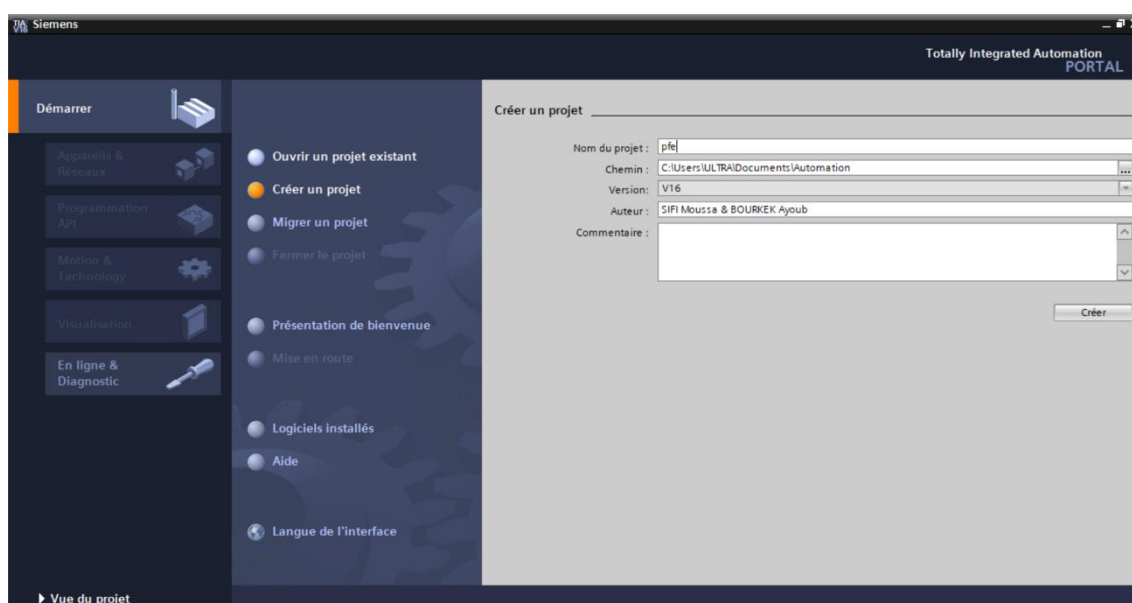 TIA
V16
Siemens
Totally Integrated Automation
PORTAL
Démarrer
Appareils &
Réseaux
Programmation
API
Motion &
Technology
Visualisation
En ligne &
Diagnostic
Vue du projet
Ouvrir un projet existant
Créer un projet
Migrer un projet
Fermer le projet
Présentation de bienvenue
Mise en route
Logiciels installés
Aide
Langue de l'interface
Créer un projet
Nom du projet : pfe
Chemin : C:\Users\ULTRA\Documents\Automation
...
Version: V16
Auteur : SIFI Moussa & BOURKEK Ayoub
Commentaire :
Créer